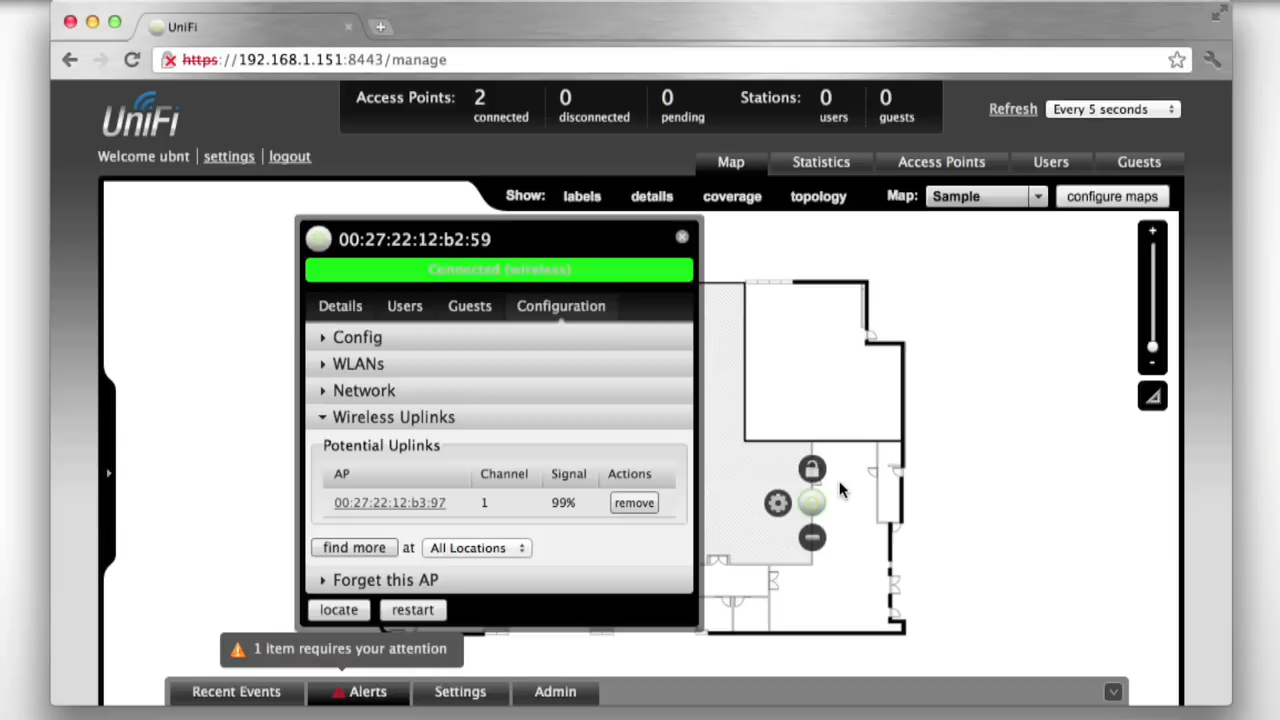 UniFi
https://192.168.1.151:8443/manage
UniFi
Access Points: 2 connected 0 disconnected 0 pending Stations: 0 users 0 guests
Refresh Every 5 seconds
Welcome ubnt settings logout
Map Statistics Access Points Users Guests
Show: labels details coverage topology Map: Sample configure maps
00:27:22:12:b2:59
Connected (wireless)
Details Users Guests Configuration
Config
WLANs
Network
Wireless Uplinks
Potential Uplinks
AP Channel Signal Actions
00:27:22:12:b3:97 1 99% remove
find more at All Locations
Forget this AP
locate restart
1 item requires your attention
Recent Events Alerts Settings Admin